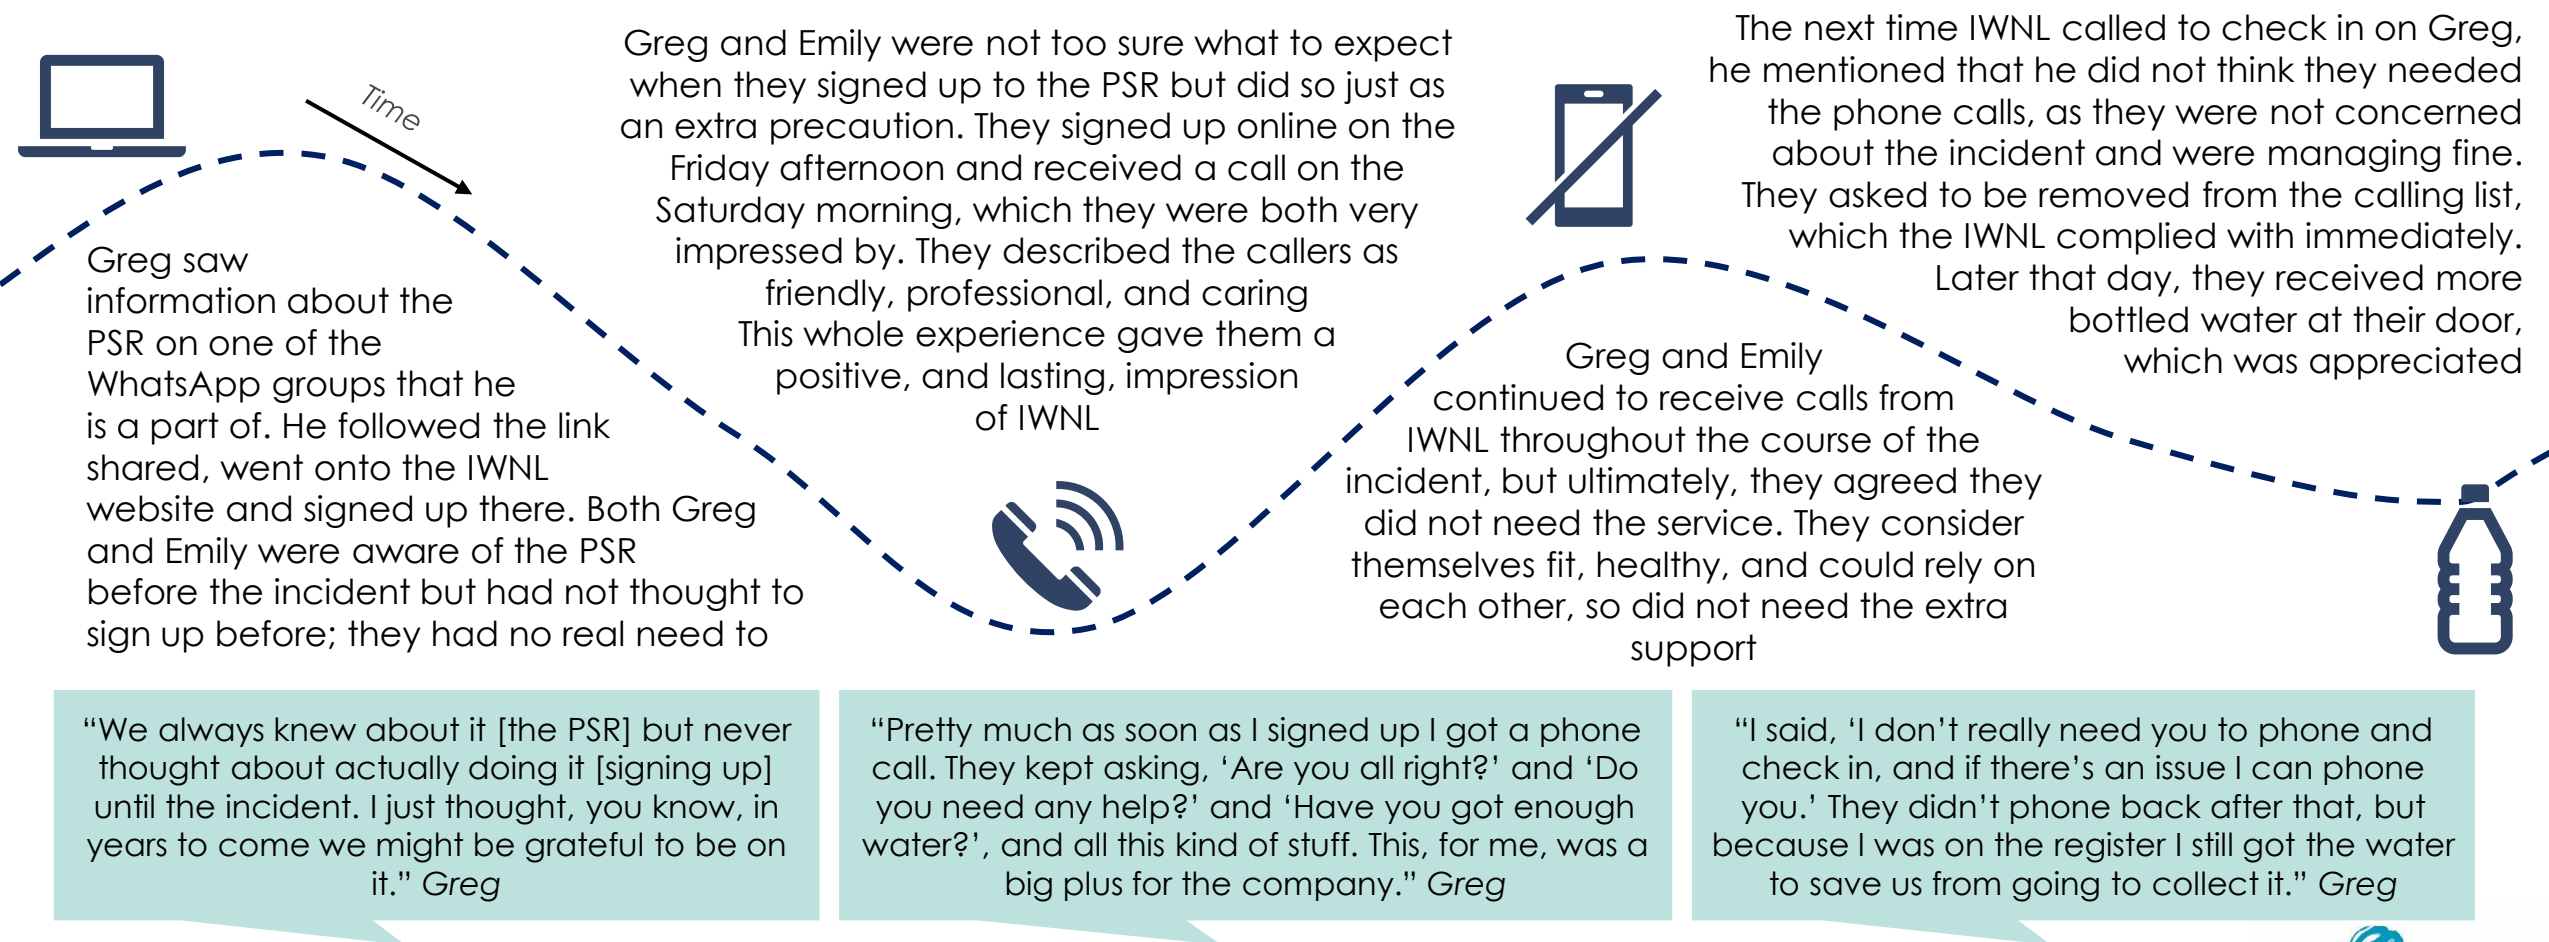 Time
Greg saw
information about the
PSR on one of the
WhatsApp groups that he
is a part of. He followed the link
shared, went onto the IWNL
website and signed up there. Both Greg
and Emily were aware of the PSR
before the incident but had not thought to
sign up before; they had no real need to
Greg and Emily were not too sure what to expect
when they signed up to the PSR but did so just as
an extra precaution. They signed up online on the
Friday afternoon and received a call on the
Saturday morning, which they were both very
impressed by. They described the callers as
friendly, professional, and caring
This whole experience gave them a
positive, and lasting, impression
of IWNL
Greg and Emily
continued to receive calls from
IWNL throughout the course of the
incident, but ultimately, they agreed they
did not need the service. They consider
themselves fit, healthy, and could rely on
each other, so did not need the extra
support
The next time IWNL called to check in on Greg,
he mentioned that he did not think they needed
the phone calls, as they were not concerned
about the incident and were managing fine.
They asked to be removed from the calling list,
which the IWNL complied with immediately.
Later that day, they received more
bottled water at their door,
which was appreciated
“We always knew about it [the PSR] but never
thought about actually doing it [signing up]
until the incident. I just thought, you know, in
years to come we might be grateful to be on
it.” Greg
“Pretty much as soon as I signed up I got a phone
call. They kept asking, ‘Are you all right?’ and ‘Do
you need any help?’ and ‘Have you got enough
water?’, and all this kind of stuff. This, for me, was a
big plus for the company.” Greg
“I said, ‘I don’t really need you to phone and
check in, and if there’s an issue I can phone
you.’ They didn’t phone back after that, but
because I was on the register I still got the water
to save us from going to collect it.” Greg